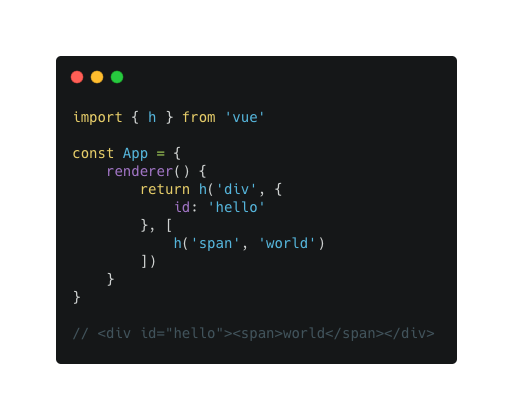 import { h } from 'vue'
const App = {
    renderer() {
        return h('div', {
            id: 'hello'
        }, [
            h('span', 'world')
        ])
    }
}
// <div id="hello"><span>world</span></div>